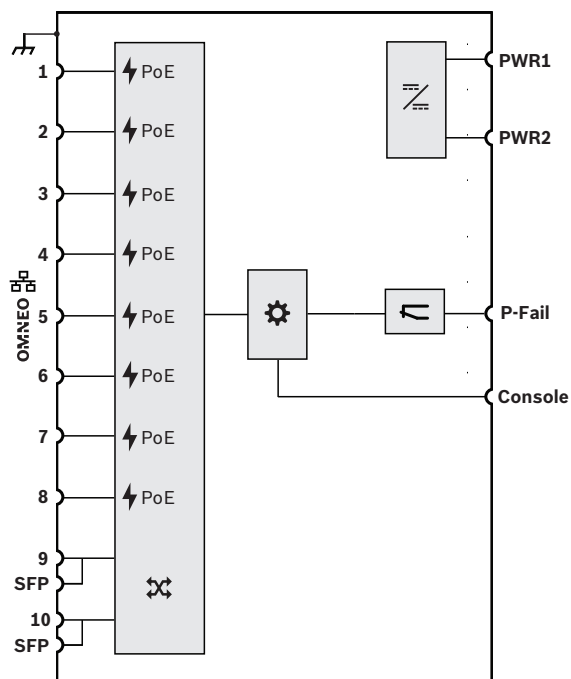 1 PoE
2 PoE
3 PoE
4 PoE
5 PoE
6 PoE
7 PoE
8 PoE
9
SFP
10
SFP
OMNEO
PWR1
PWR2
P-Fail
Console